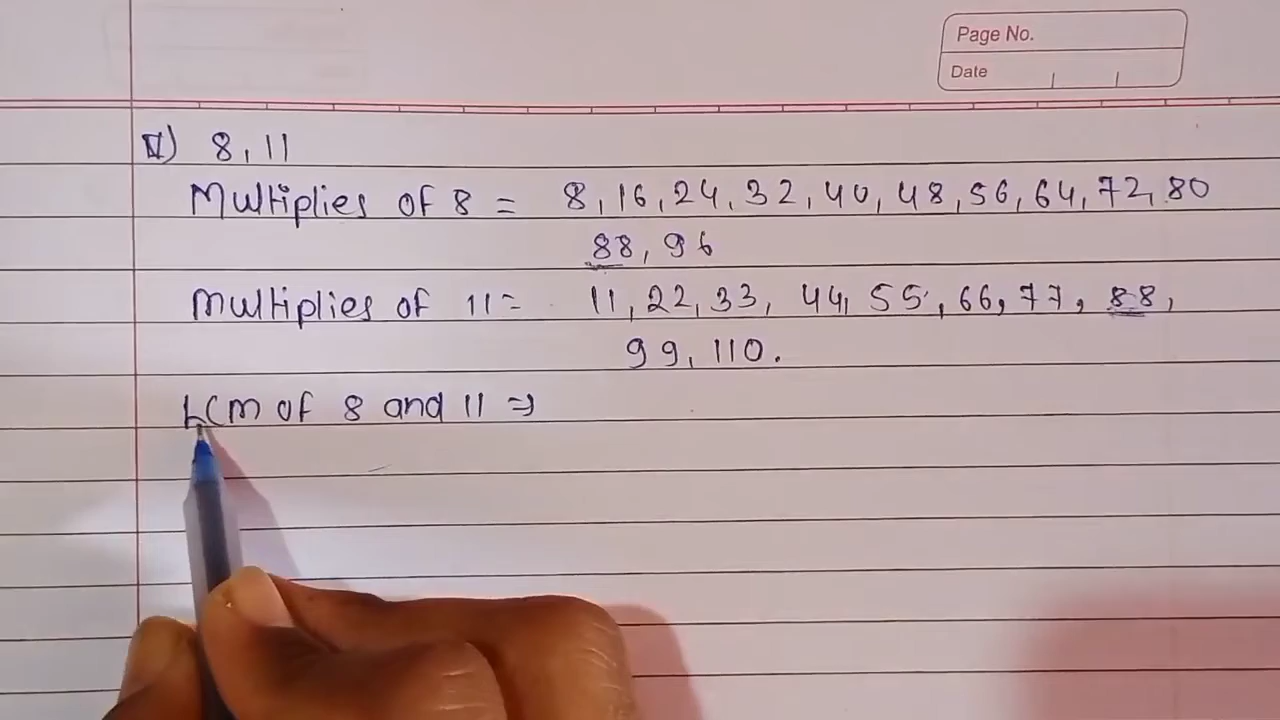 Page No.
Date
IV) 8, 11
Multiplies of 8 = 8, 16, 24, 32, 40, 48, 56, 64, 72, 80
88, 96
Multiplies of 11 = 11, 22, 33, 44, 55, 66, 77, 88,
99, 110.
LCM of 8 and 11 ⇒